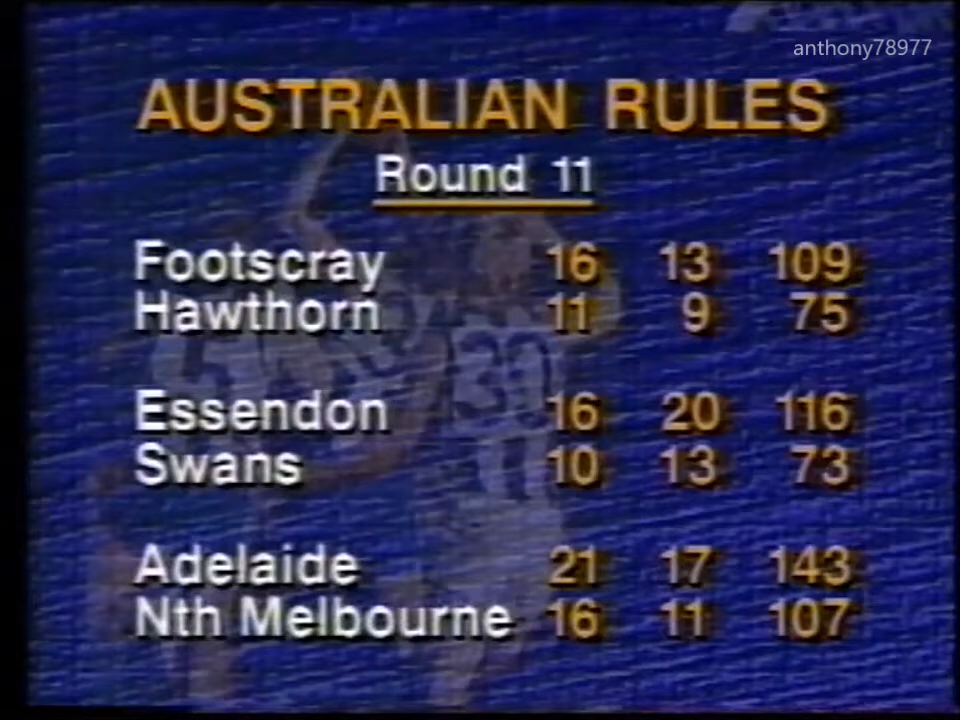 anthony78977
AUSTRALIAN RULES
Round 11
Footscray 16 13 109
Hawthorn 11 9 75
Essendon 16 20 116
Swans 10 13 73
Adelaide 21 17 143
Nth Melbourne 16 11 107